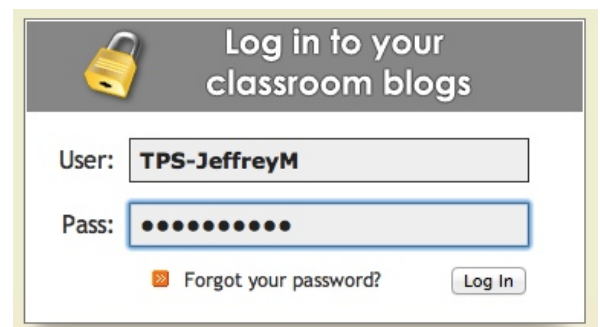 Log in to your
classroom blogs
User: TPS-JeffreyM
Pass: ●●●●●●●●●●
Forgot your password? Log In